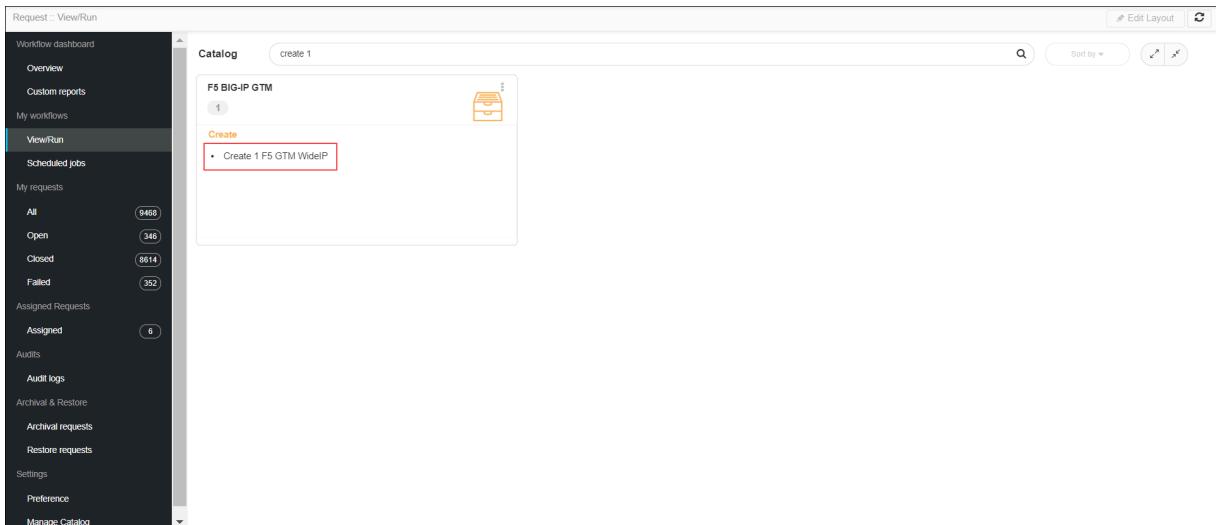 Request :: View/Run
Edit Layout
Workflow dashboard
Overview
Custom reports
My workflows
View/Run
Scheduled jobs
My requests
All 9468
Open 346
Closed 8614
Failed 352
Assigned Requests
Assigned 6
Audits
Audit logs
Archival & Restore
Archival requests
Restore requests
Settings
Preference
Manage Catalog
Catalog
create 1
Sort by
F5 BIG-IP GTM
1
Create
• Create 1 F5 GTM WideIP